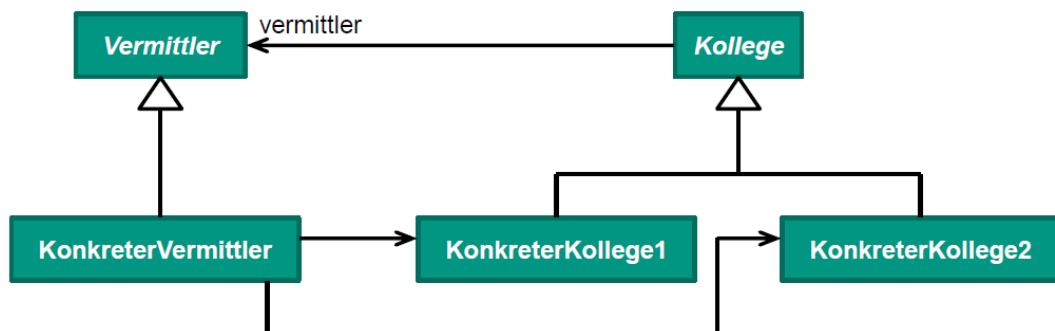 Vermittler
vermittler
Kollege
KonkreterVermittler
KonkreterKollege1
KonkreterKollege2